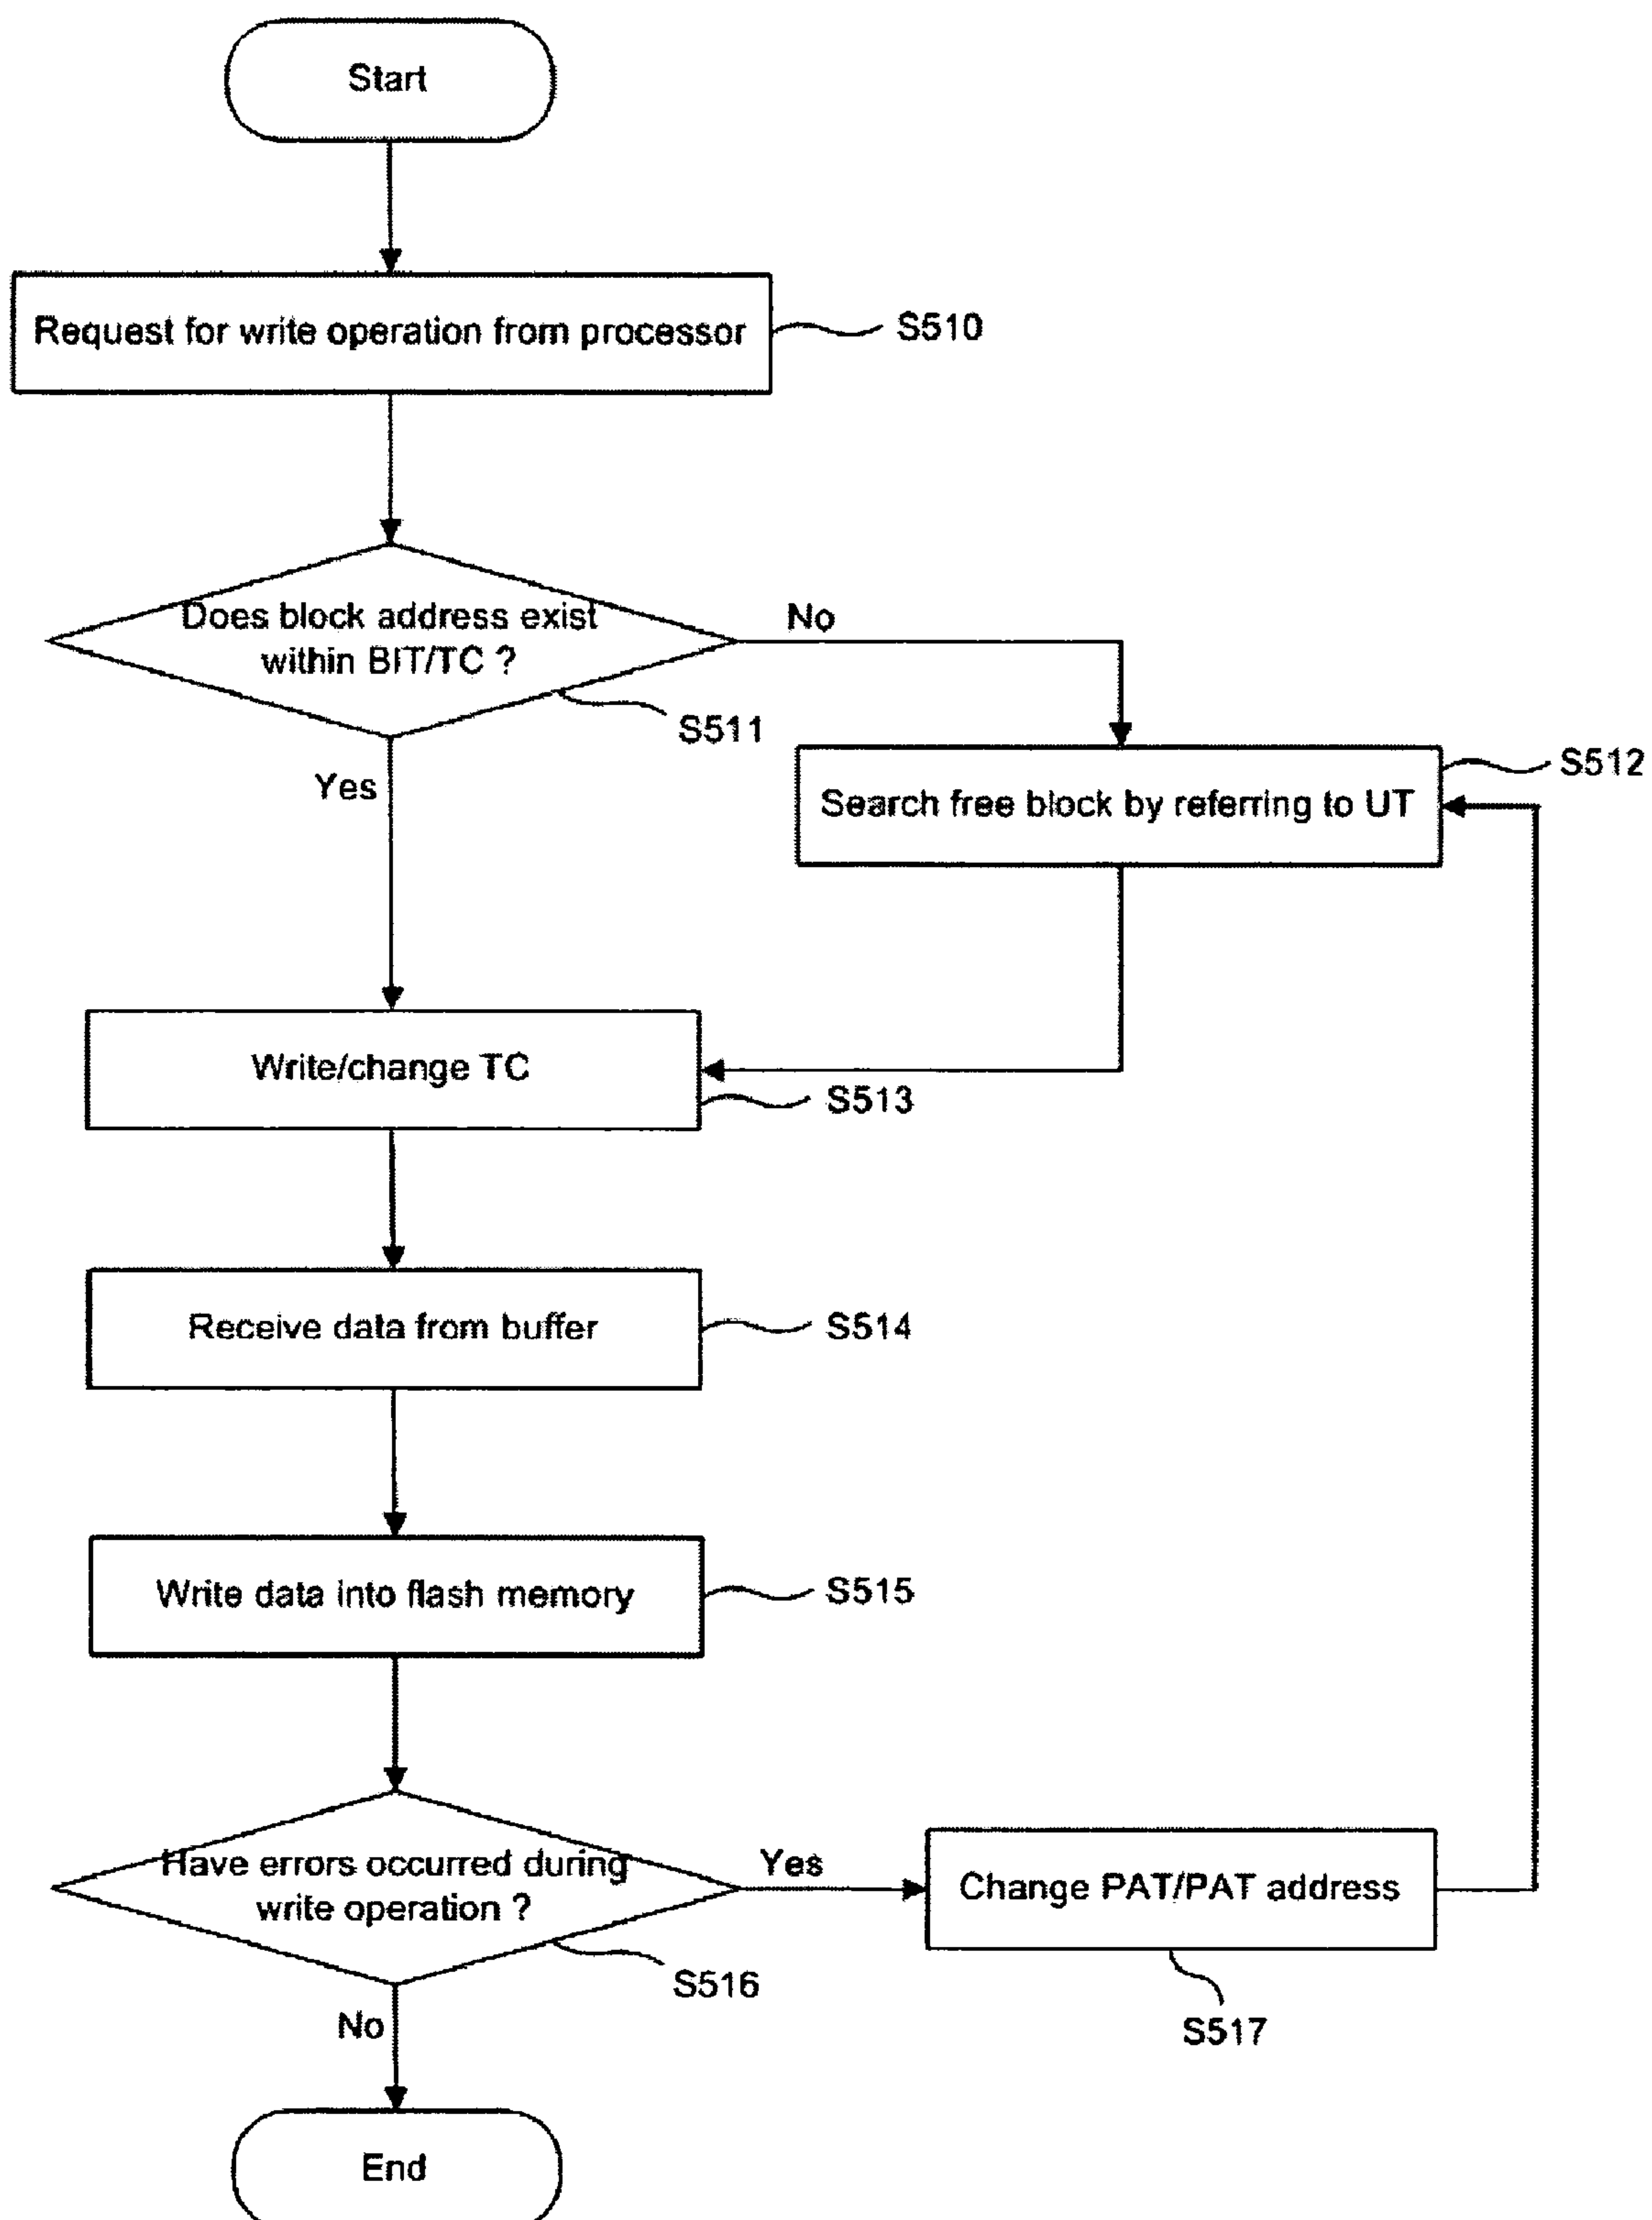 Start
Request for write operation from processor
S510
Does block address exist
within BIT/TC ?
No
S511
Yes
S512
Search free block by referring to UT
Write/change TC
S513
Receive data from buffer
S514
Write data into flash memory
S515
Have errors occurred during
write operation ?
Yes
Change PAT/PAT address
S516
No
S517
End